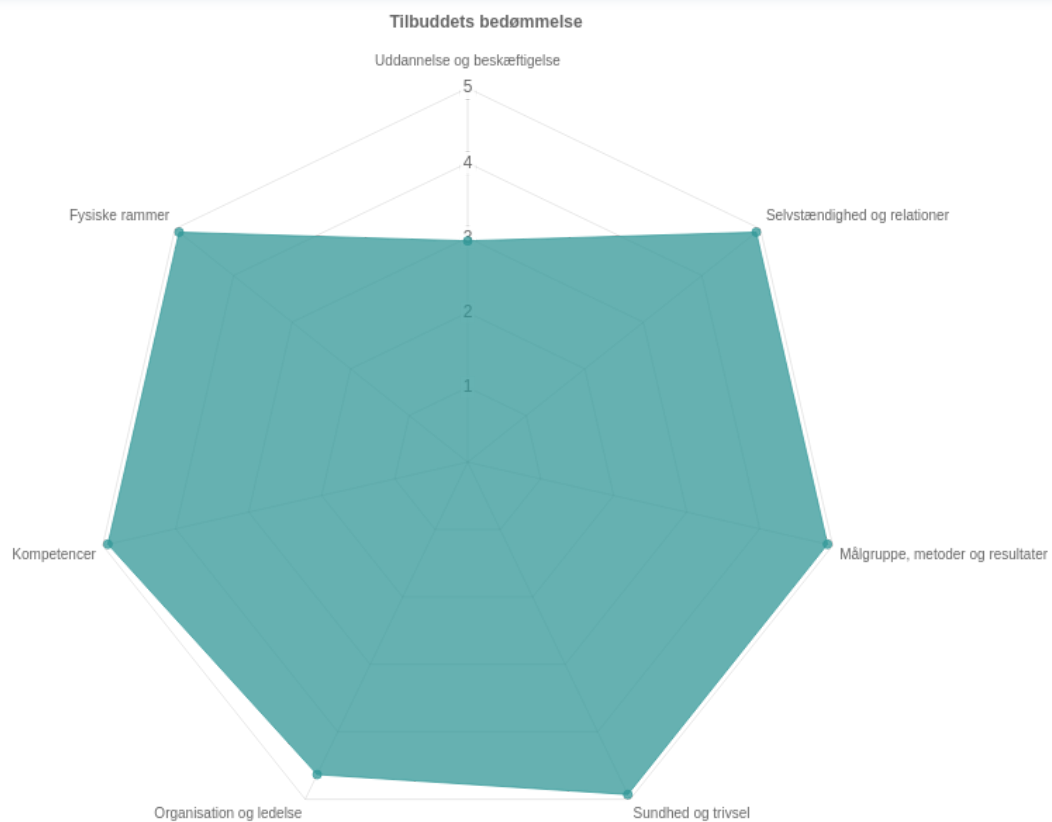 Tilbuddets bedømmelse
Uddannelse og beskæftigelse
5
4
Fysiske rammer
Selvstændighed og relationer
3
2
1
Kompetencer
Målgruppe, metoder og resultater
Organisation og ledelse
Sundhed og trivsel